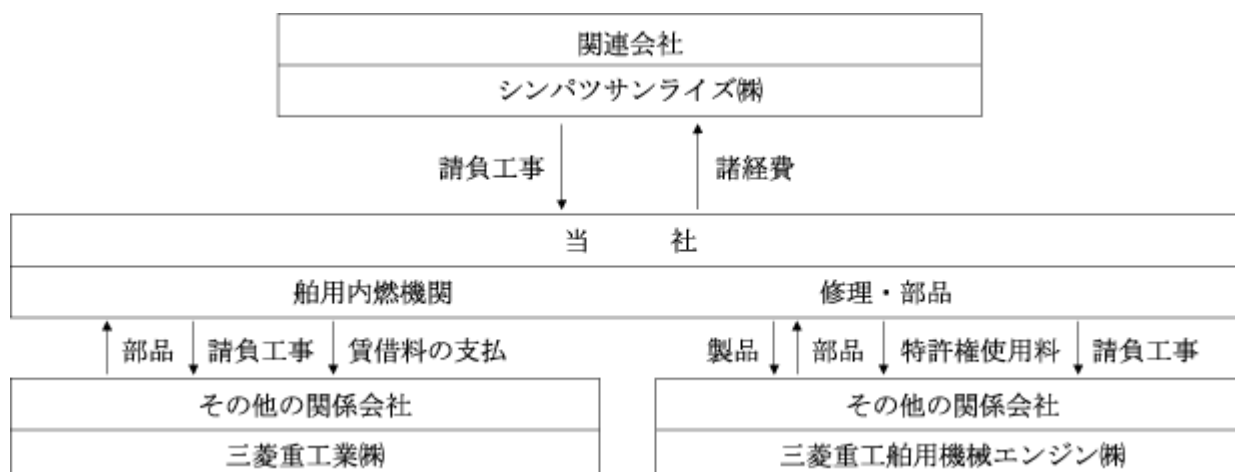 関連会社
シンパツサンライズ㈱
請負工事 諸経費
当 社
舶用内燃機関 修理・部品
部品 請負工事 賃借料の支払 製品 部品 特許権使用料 請負工事
その他の関係会社 その他の関係会社
三菱重工業㈱ 三菱重工舶用機械エンジン㈱